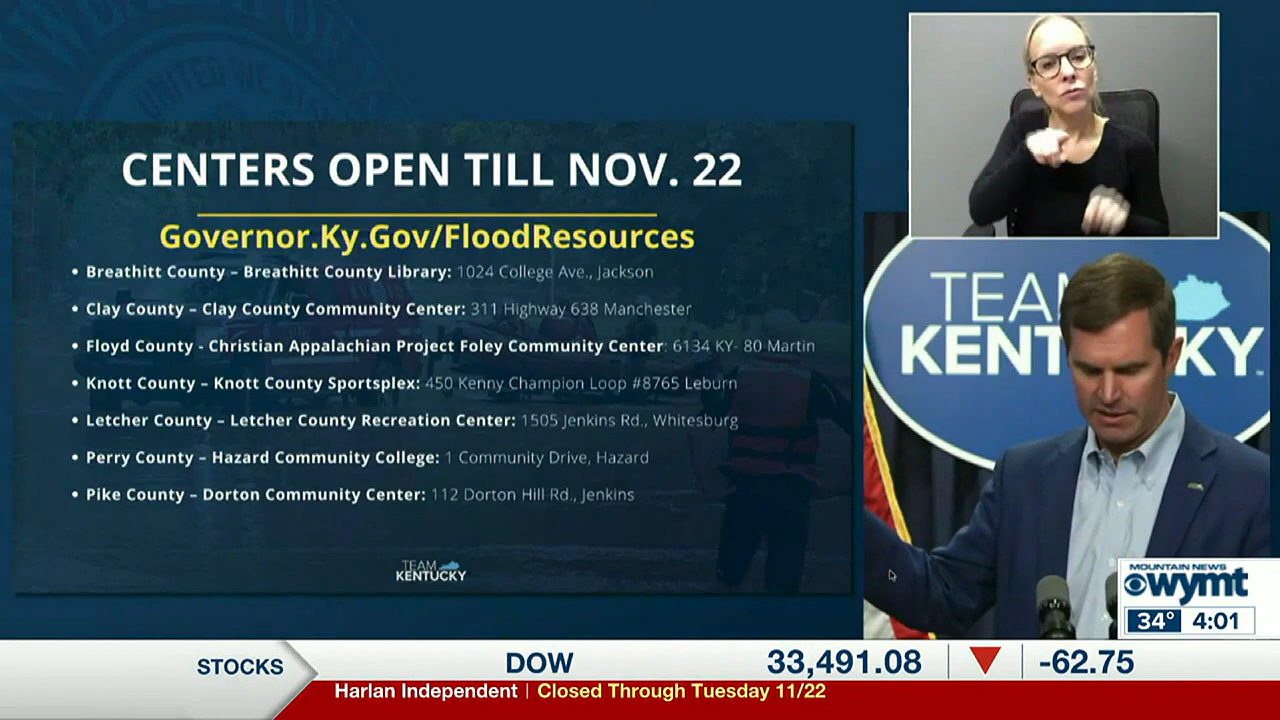 UNITED WE
CENTERS OPEN TILL NOV. 22
Governor.Ky.Gov/FloodResources
• Breathitt County – Breathitt County Library: 1024 College Ave., Jackson
• Clay County – Clay County Community Center: 311 Highway 638 Manchester
• Floyd County - Christian Appalachian Project Foley Community Center: 6134 KY- 80 Martin
• Knott County – Knott County Sportsplex: 450 Kenny Champion Loop #8765 Leburn
• Letcher County – Letcher County Recreation Center: 1505 Jenkins Rd., Whitesburg
• Perry County – Hazard Community College: 1 Community Drive, Hazard
• Pike County – Dorton Community Center: 112 Dorton Hill Rd., Jenkins
TEAM
KENTUCKY
TEAM
KENTUCKY
MOUNTAIN NEWS
wymt
34° 4:01
STOCKS DOW 33,491.08 -62.75
Harlan Independent | Closed Through Tuesday 11/22